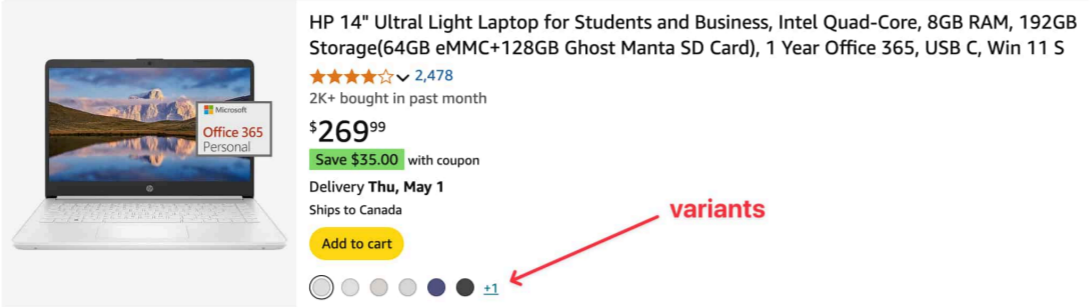 HP 14" Ultral Light Laptop for Students and Business, Intel Quad-Core, 8GB RAM, 192GB
Storage(64GB eMMC+128GB Ghost Manta SD Card), 1 Year Office 365, USB C, Win 11 S
2,478
2K+ bought in past month
$269.99
Save $35.00 with coupon
Delivery Thu, May 1
Ships to Canada
Add to cart
+1
variants
Microsoft
Office 365
Personal
hp